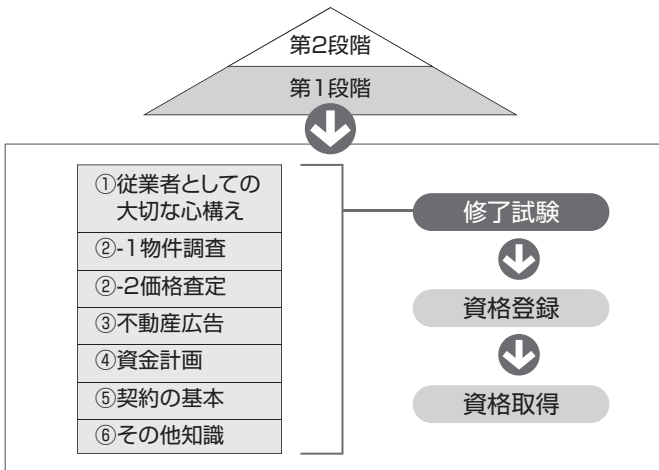 第2段階
第1段階
①従業者としての
大切な心構え
②-1物件調査
②-2価格査定
③不動産広告
④資金計画
⑤契約の基本
⑥その他知識
修了試験
資格登録
資格取得